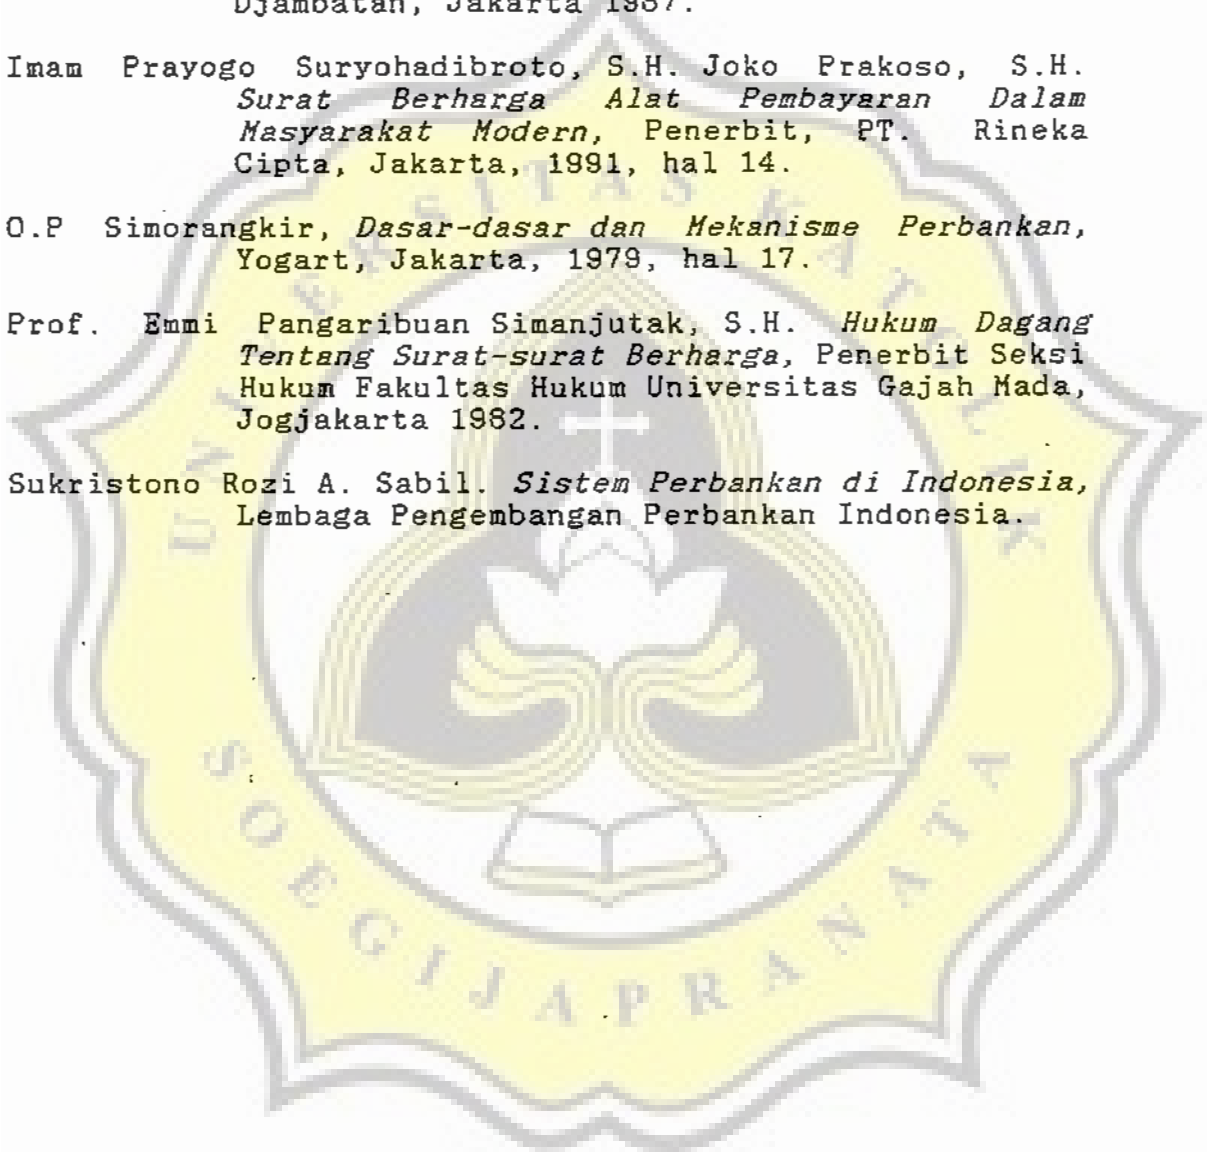 Djambatan, Jakarta 1987.
Imam Prayogo Suryohadibroto, S.H. Joko Prakoso, S.H.
Surat Berharga Alat Pembayaran Dalam
Masyarakat Modern, Penerbit, PT. Rineka
Cipta, Jakarta, 1991, hal 14.
O.P Simorangkir, Dasar-dasar dan Mekanisme Perbankan,
Yogart, Jakarta, 1979, hal 17.
Prof. Emmi Pangaribuan Simanjutak, S.H. Hukum Dagang
Tentang Surat-surat Berharga, Penerbit Seksi
Hukum Fakultas Hukum Universitas Gajah Mada,
Jogjakarta 1982.
Sukristono Rozi A. Sabil. Sistem Perbankan di Indonesia,
Lembaga Pengembangan Perbankan Indonesia.
UNIVERSITAS KATOLIK
SOEGIJAPRANATA